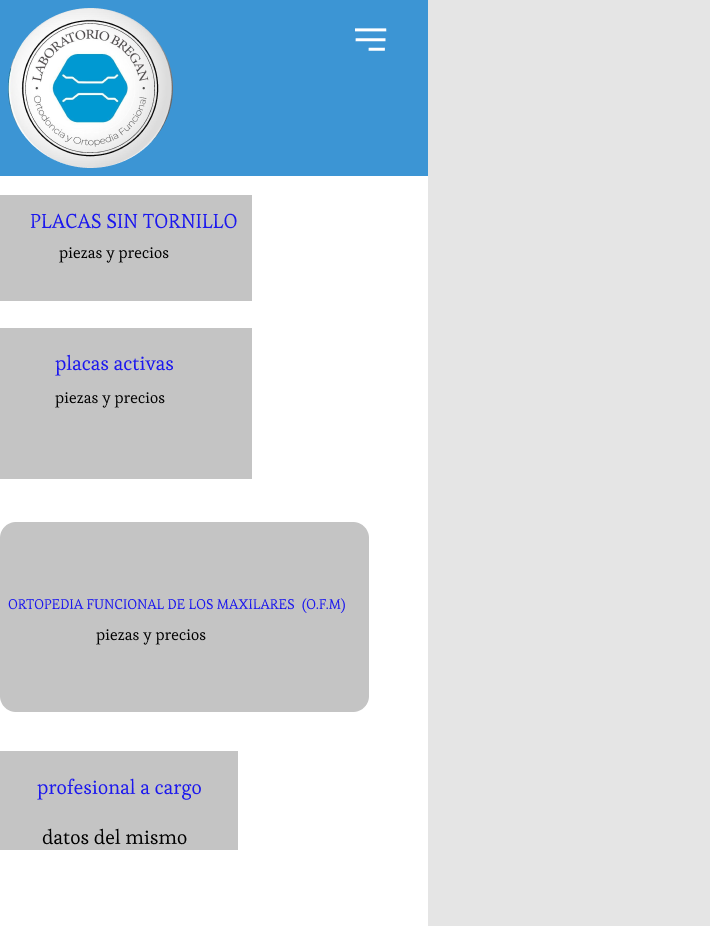 • LABORATORIO BREGAN •
Ortodoncia y Ortopedia Funcional
PLACAS SIN TORNILLO
piezas y precios
placas activas
piezas y precios
ORTOPEDIA FUNCIONAL DE LOS MAXILARES (O.F.M)
piezas y precios
profesional a cargo
datos del mismo